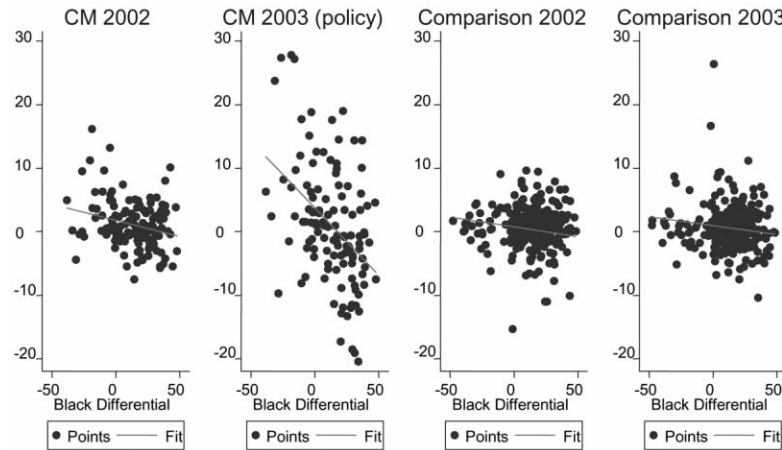 CM 2002
CM 2003 (policy)
Comparison 2002
Comparison 2003
30
20
10
0
-10
-20
-50 0 50
Black Differential
Points Fit
30
20
10
0
-10
-20
-50 0 50
Black Differential
Points Fit
30
20
10
0
-10
-20
-50 0 50
Black Differential
Points Fit
30
20
10
0
-10
-20
-50 0 50
Black Differential
Points Fit